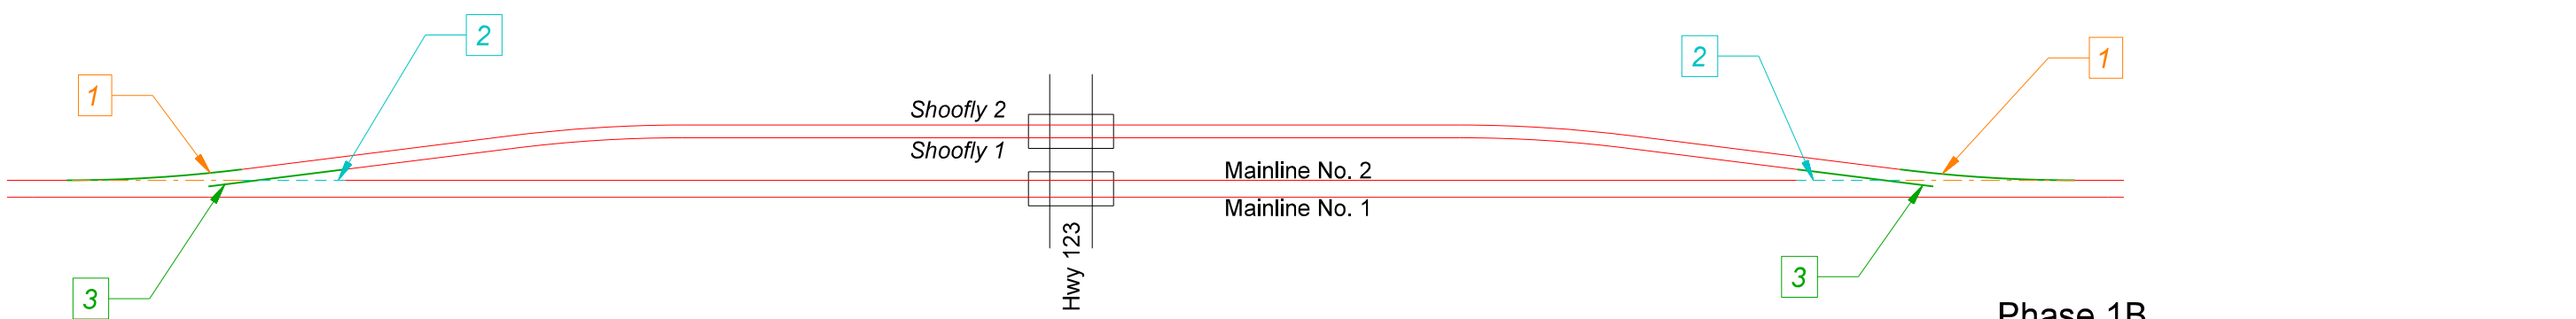 2
2
1
1
Shoofly 2
Shoofly 1
Mainline No. 2
Mainline No. 1
Hwy 123
3
3
Phase 1B